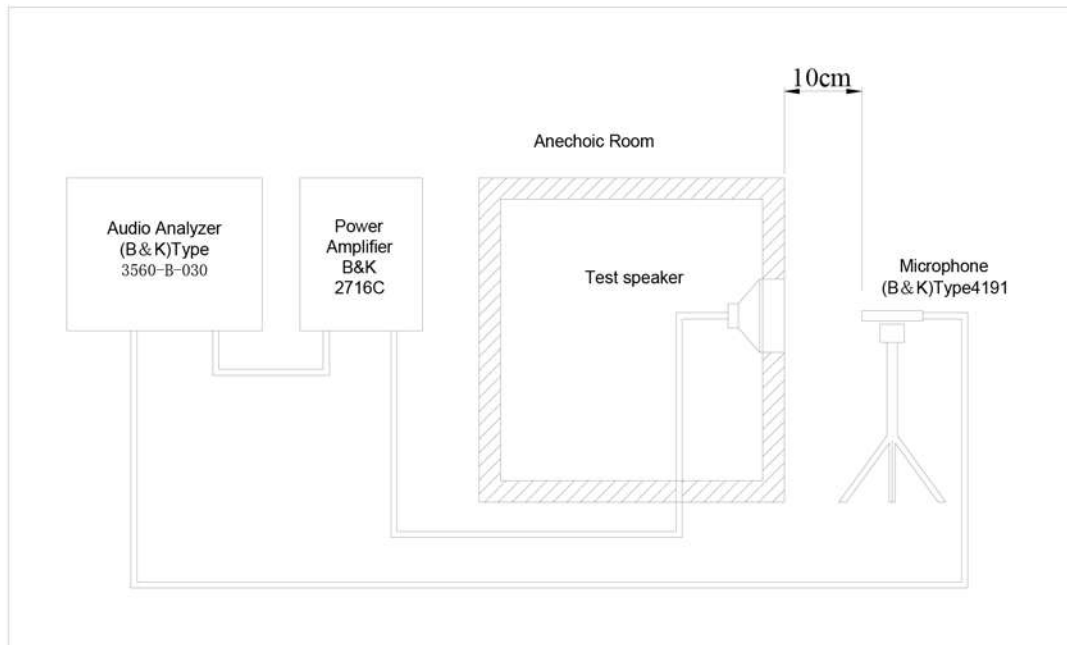 10cm
Anechoic Room
Audio Analyzer
(B&K)Type
3560-B-030
Power
Amplifier
B&K
2716C
Test speaker
Microphone
(B&K)Type4191